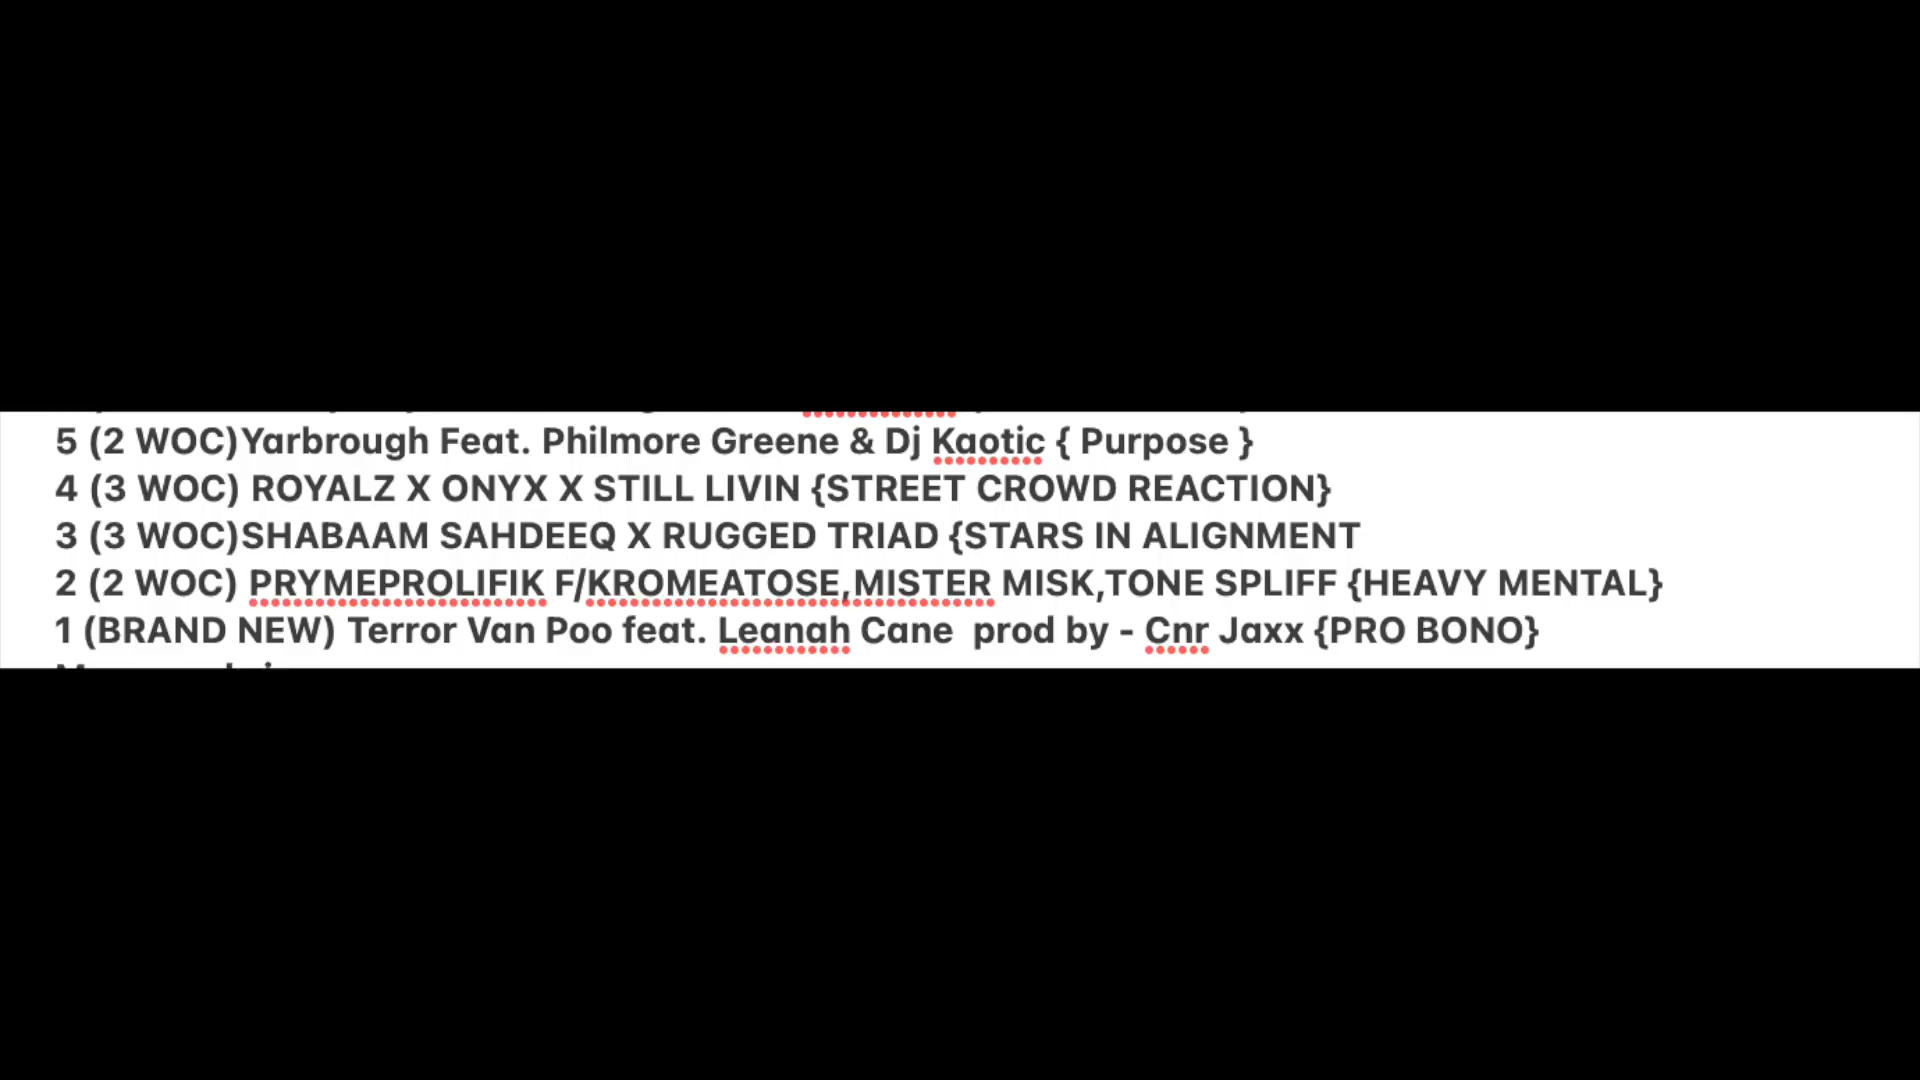 5 (2 WOC)Yarbrough Feat. Philmore Greene & Dj Kaotic { Purpose }
4 (3 WOC) ROYALZ X ONYX X STILL LIVIN {STREET CROWD REACTION}
3 (3 WOC)SHABAAM SAHDEEQ X RUGGED TRIAD {STARS IN ALIGNMENT
2 (2 WOC) PRYMEPROLIFIK F/KROMEATOSE,MISTER MISK,TONE SPLIFF {HEAVY MENTAL}
1 (BRAND NEW) Terror Van Poo feat. Leanah Cane  prod by - Cnr Jaxx {PRO BONO}